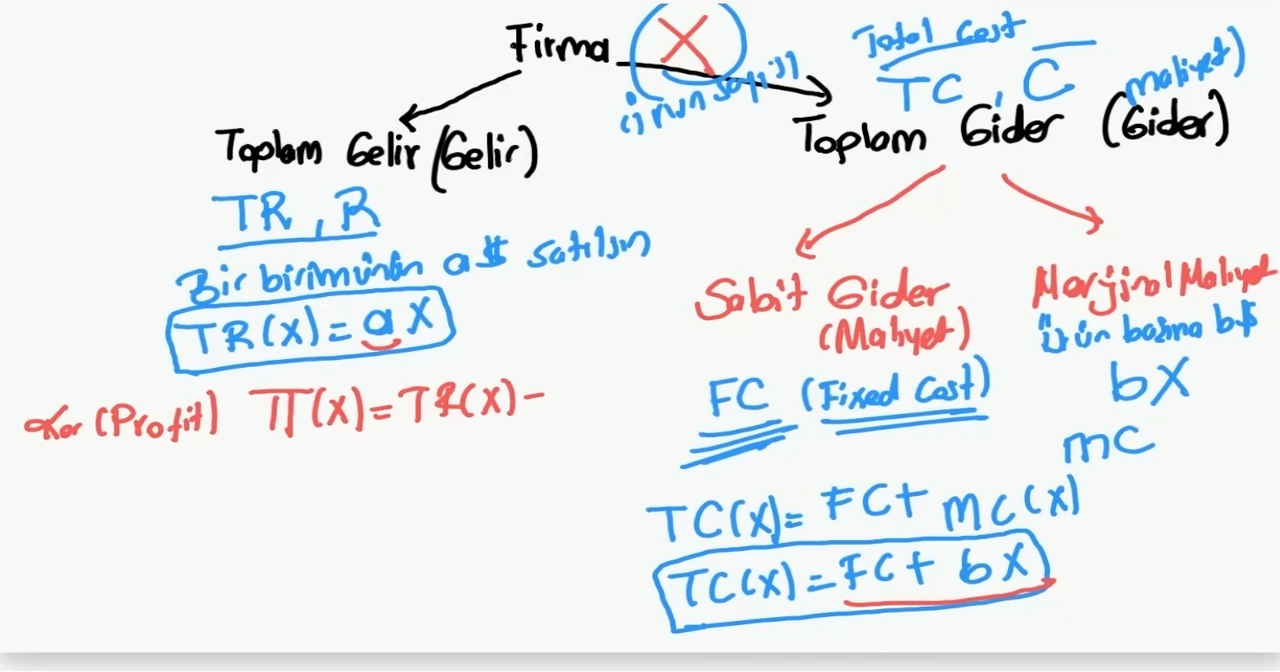 Firma
X
ürün sayısı
Total Cost
TC, C
maliyet)
Toplam Gelir (Gelir)
Toplam Gider (Gider)
TR, R
Bir birim ürün a$ satılsın
TR(X) = aX
Kar (Profit) π(X) = TR(X) -
Sabit Gider
(Maliyet)
FC (Fixed Cost)
Marjinal Maliyet
ürün başına b$
bX
mc
TC(X) = FC + mc(X)
TC(X) = FC + bX